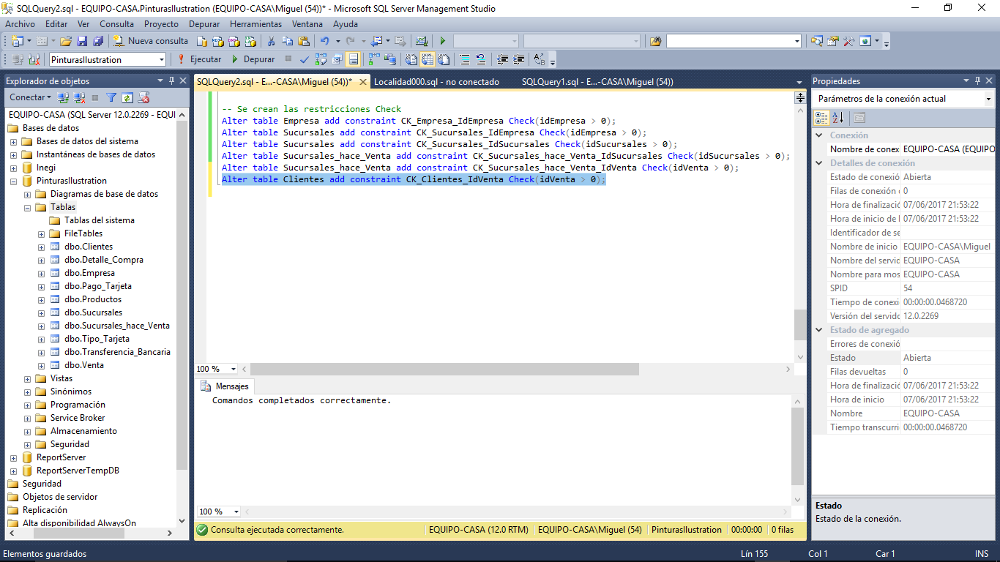 SQLQuery2.sql - EQUIPO-CASA.PinturasIlustration (EQUIPO-CASA\Miguel (54))* - Microsoft SQL Server Management Studio
Archivo Editar Ver Consulta Proyecto Depurar Herramientas Ventana Ayuda
Nueva consulta
PinturasIlustration Ejecutar Depurar
Explorador de objetos
Conectar
EQUIPO-CASA (SQL Server 12.0.2269 - EQUI
Bases de datos
Bases de datos del sistema
Instantáneas de bases de datos
Inegi
PinturasIlustration
Diagramas de base de datos
Tablas
Tablas del sistema
FileTables
dbo.Clientes
dbo.Detalle_Compra
dbo.Empresa
dbo.Pago_Tarjeta
dbo.Productos
dbo.Sucursales
dbo.Sucursales_hace_Venta
dbo.Tipo_Tarjeta
dbo.Transferencia_Bancaria
dbo.Venta
Vistas
Sinónimos
Programación
Service Broker
Almacenamiento
Seguridad
ReportServer
ReportServerTempDB
Seguridad
Objetos de servidor
Replicación
Alta disponibilidad AlwaysOn
SQLQuery2.sql - E...-CASA\Miguel (54))* Localidad000.sql - no conectado SQLQuery1.sql - E...-CASA\Miguel (54))
-- Se crean las restricciones Check
Alter table Empresa add constraint CK_Empresa_IdEmpresa Check(idEmpresa > 0);
Alter table Sucursales add constraint CK_Sucursales_IdEmpresa Check(idEmpresa > 0);
Alter table Sucursales add constraint CK_Sucursales_IdSucursales Check(idSucursales > 0);
Alter table Sucursales_hace_Venta add constraint CK_Sucursales_hace_Venta_IdSucursales Check(idSucursales > 0);
Alter table Sucursales_hace_Venta add constraint CK_Sucursales_hace_Venta_IdVenta Check(idVenta > 0);
Alter table Clientes add constraint CK_Clientes_IdVenta Check(idVenta > 0);
100 %
Mensajes
Comandos completados correctamente.
100 %
Consulta ejecutada correctamente. EQUIPO-CASA (12.0 RTM) EQUIPO-CASA\Miguel (54) PinturasIlustration 00:00:00 0 filas
Propiedades
Parámetros de la conexión actual
Conexión
Nombre de conex EQUIPO-CASA (EQUIPO
Detalles de conexión
Estado de conexió Abierta
Filas de conexión 0
Hora de finalizació 07/06/2017 21:53:22
Hora de inicio de l 07/06/2017 21:53:22
Identificador de se
Nombre de inicio EQUIPO-CASA\Miguel
Nombre del servid EQUIPO-CASA
Nombre para mos EQUIPO-CASA
SPID 54
Tiempo de conexi 00:00:00.0468720
Versión del servido 12.0.2269
Estado de agregado
Errores de conexió
Estado Abierta
Filas devueltas 0
Hora de finalizació 07/06/2017 21:53:22
Hora de inicio 07/06/2017 21:53:22
Nombre EQUIPO-CASA
Tiempo transcurri 00:00:00.0468720
Estado
Estado de la conexión.
Elementos guardados Lín 155 Col 1 Car 1 INS